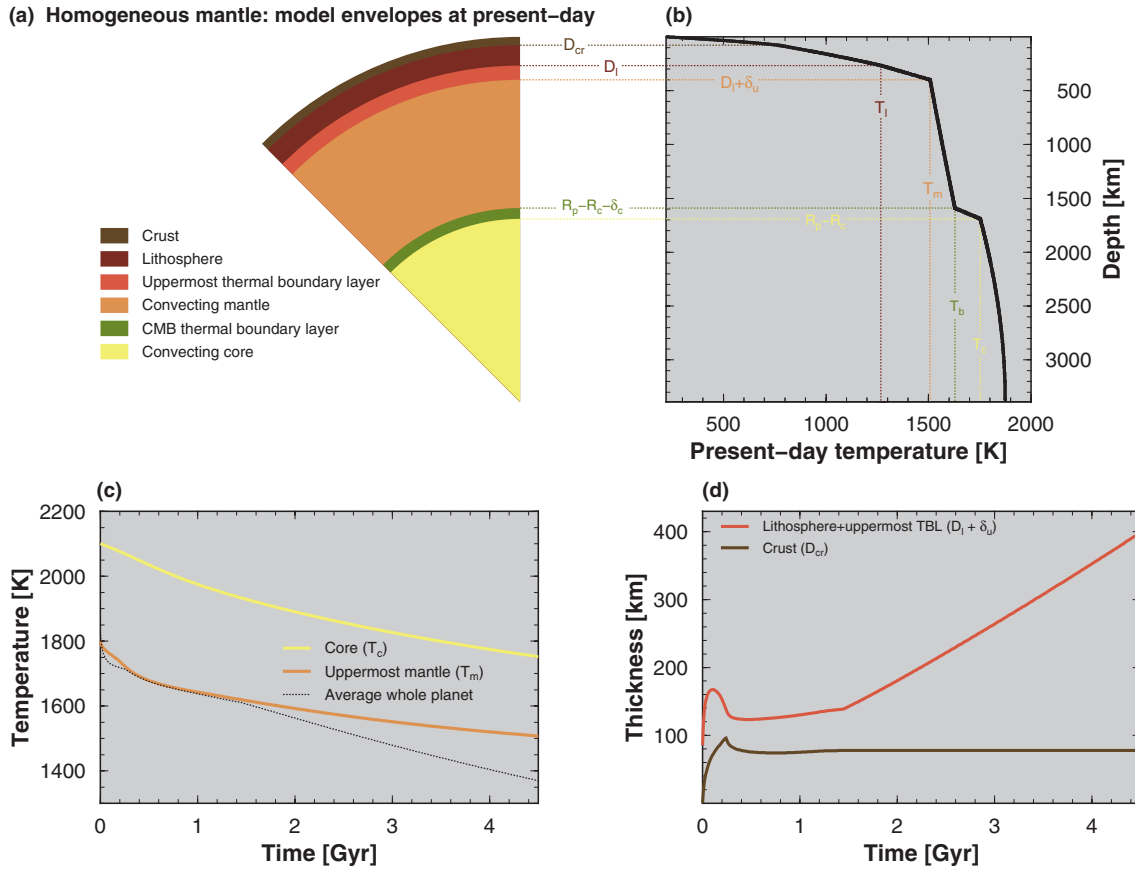 (a) Homogeneous mantle: model envelopes at present−day
(b)
D_cr
D_l
D_l+δ_u
T_l
T_m
R_p−R_c−δ_c
R_p−R_c
T_b
T_c
Crust
Lithosphere
Uppermost thermal boundary layer
Convecting mantle
CMB thermal boundary layer
Convecting core
500
1000
1500
2000
2500
3000
Depth [km]
500 1000 1500 2000
Present−day temperature [K]
(c)
2200
2000
1800
1600
1400
Temperature [K]
Core (T_c)
Uppermost mantle (T_m)
Average whole planet
0 1 2 3 4
Time [Gyr]
(d)
400
300
200
100
Thickness [km]
Lithosphere+uppermost TBL (D_l + δ_u)
Crust (D_cr)
0 1 2 3 4
Time [Gyr]